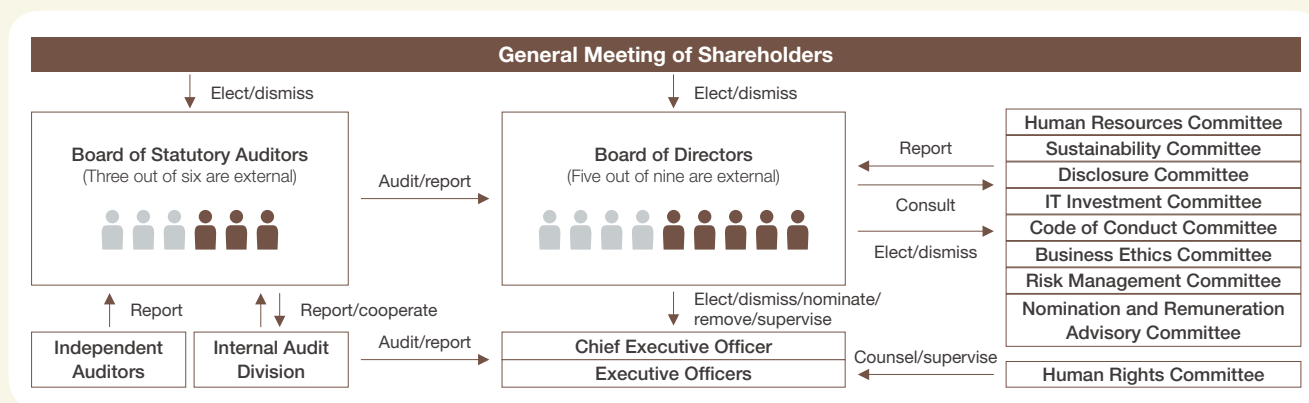 General Meeting of Shareholders
Elect/dismiss
Elect/dismiss
Board of Statutory Auditors
(Three out of six are external)
Audit/report
Board of Directors
(Five out of nine are external)
Report
Consult
Elect/dismiss
Human Resources Committee
Sustainability Committee
Disclosure Committee
IT Investment Committee
Code of Conduct Committee
Business Ethics Committee
Risk Management Committee
Nomination and Remuneration
Advisory Committee
Report
Report/cooperate
Elect/dismiss/nominate/
remove/supervise
Independent
Auditors
Internal Audit
Division
Audit/report
Chief Executive Officer
Executive Officers
Counsel/supervise
Human Rights Committee